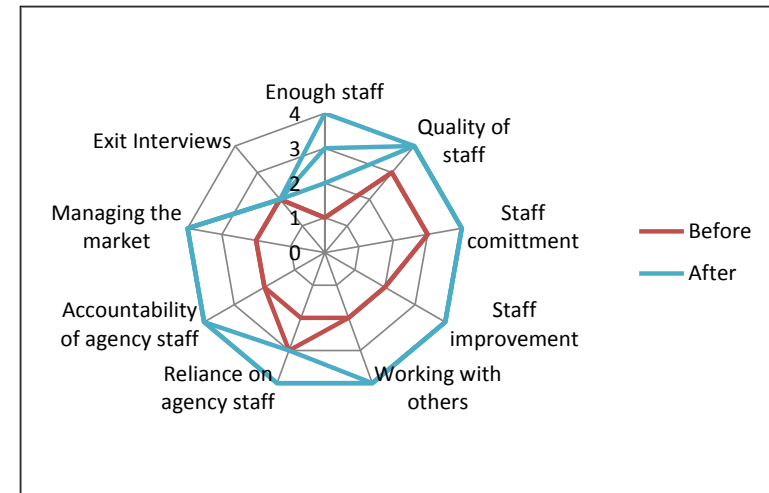 Enough staff
Quality of
staff
Staff
comittment
Staff
improvement
Working with
others
Reliance on
agency staff
Accountability
of agency staff
Managing the
market
Exit Interviews
4
3
2
1
0
Before
After